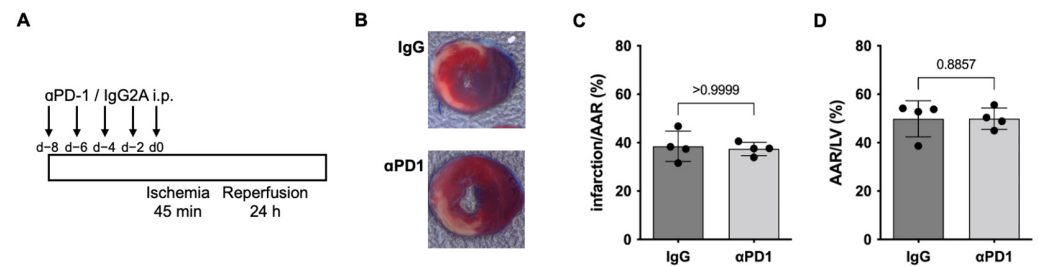 A
αPD-1 / IgG2A i.p.
d−8 d−6 d−4 d−2 d0
Ischemia Reperfusion
45 min 24 h
B
IgG
αPD1
C
infarction/AAR (%)
80
60
40
20
0
>0.9999
IgG αPD1
D
AAR/LV (%)
80
60
40
20
0
0.8857
IgG αPD1